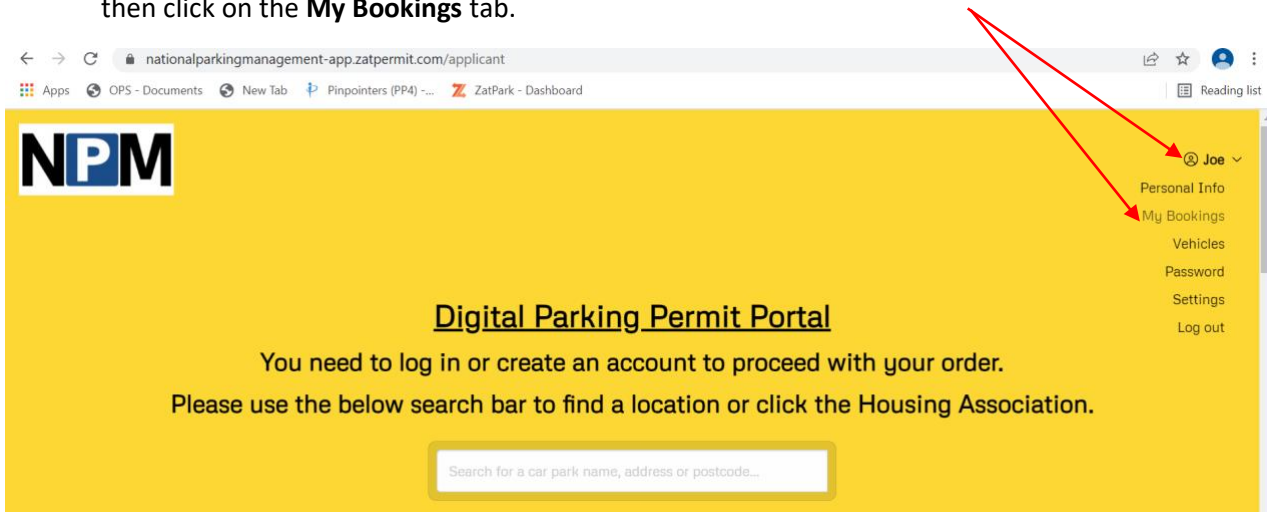 then click on the My Bookings tab.
nationalparkingmanagement-app.zatpermit.com/applicant
Apps OPS - Documents New Tab Pinpointers (PP4) -... ZatPark - Dashboard Reading list
NPM
Joe
Personal Info
My Bookings
Vehicles
Password
Settings
Log out
Digital Parking Permit Portal
You need to log in or create an account to proceed with your order.
Please use the below search bar to find a location or click the Housing Association.
Search for a car park name, address or postcode...